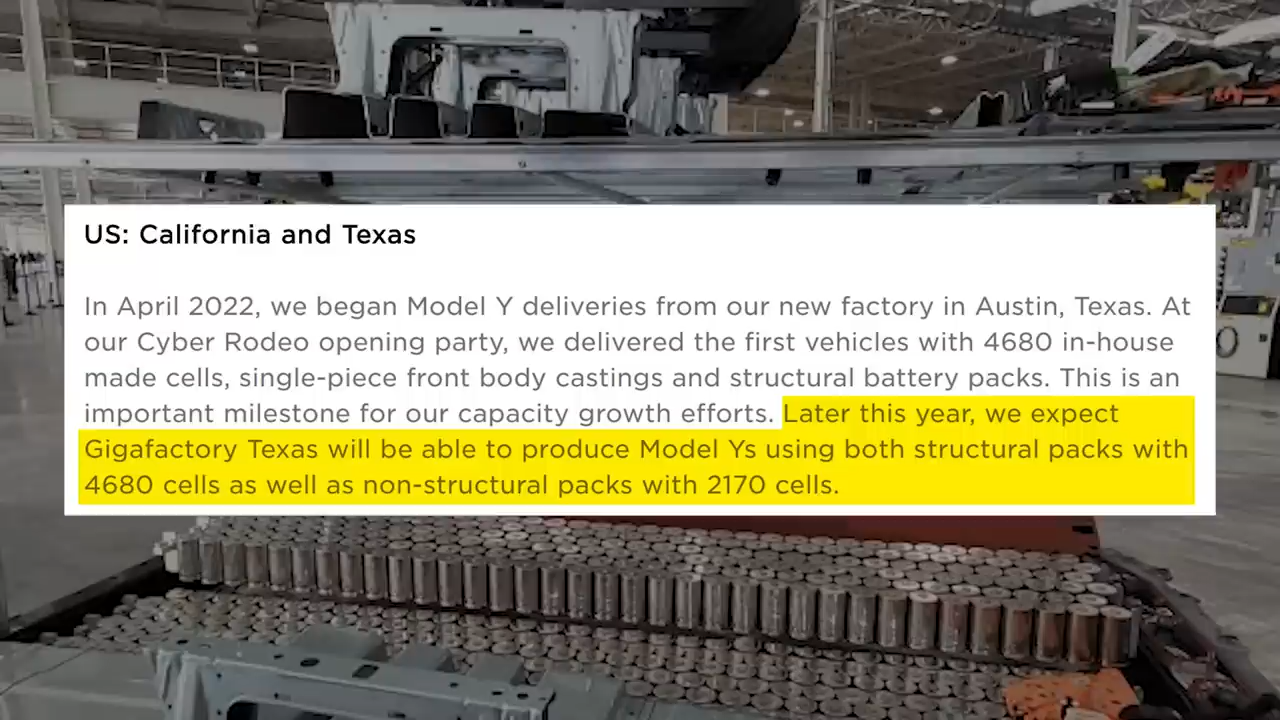 US: California and Texas
In April 2022, we began Model Y deliveries from our new factory in Austin, Texas. At
our Cyber Rodeo opening party, we delivered the first vehicles with 4680 in-house
made cells, single-piece front body castings and structural battery packs. This is an
important milestone for our capacity growth efforts. Later this year, we expect
Gigafactory Texas will be able to produce Model Ys using both structural packs with
4680 cells as well as non-structural packs with 2170 cells.